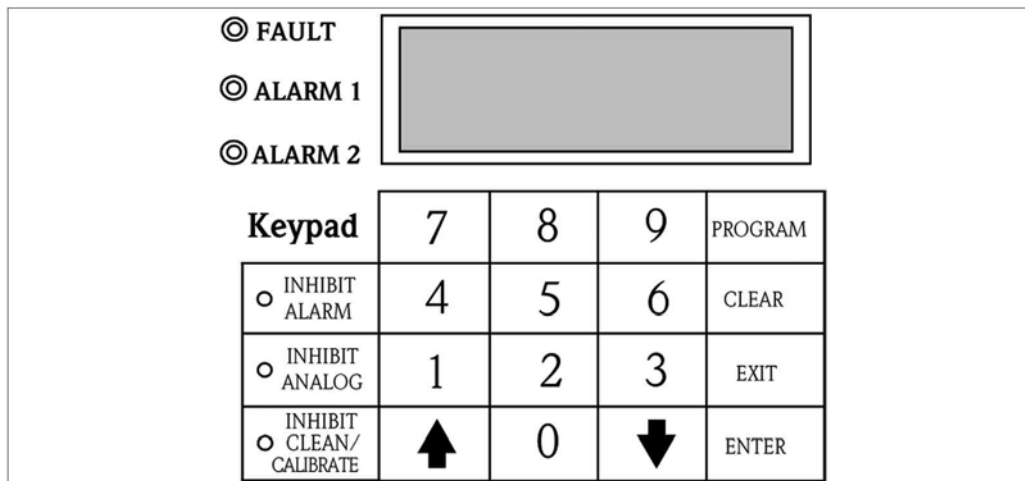 FAULT
ALARM 1
ALARM 2
Keypad 7 8 9 PROGRAM
INHIBIT
ALARM 4 5 6 CLEAR
INHIBIT
ANALOG 1 2 3 EXIT
INHIBIT
CLEAN/
CALIBRATE 0 ENTER